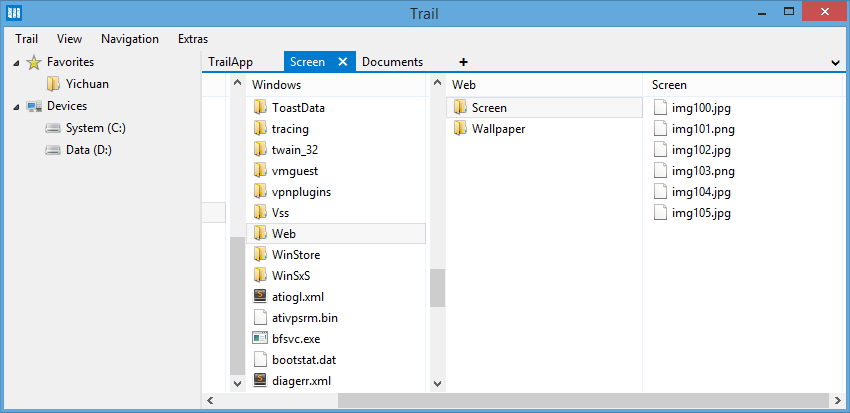 Trail
Trail View Navigation Extras
Favorites
Yichuan
Devices
System (C:)
Data (D:)
TrailApp Screen Documents
Windows
ToastData
tracing
twain_32
vmguest
vpnplugins
Vss
Web
WinStore
WinSxS
atiogl.xml
ativpsrm.bin
bfsvc.exe
bootstat.dat
diagerr.xml
Web
Screen
Wallpaper
Screen
img100.jpg
img101.png
img102.jpg
img103.png
img104.jpg
img105.jpg